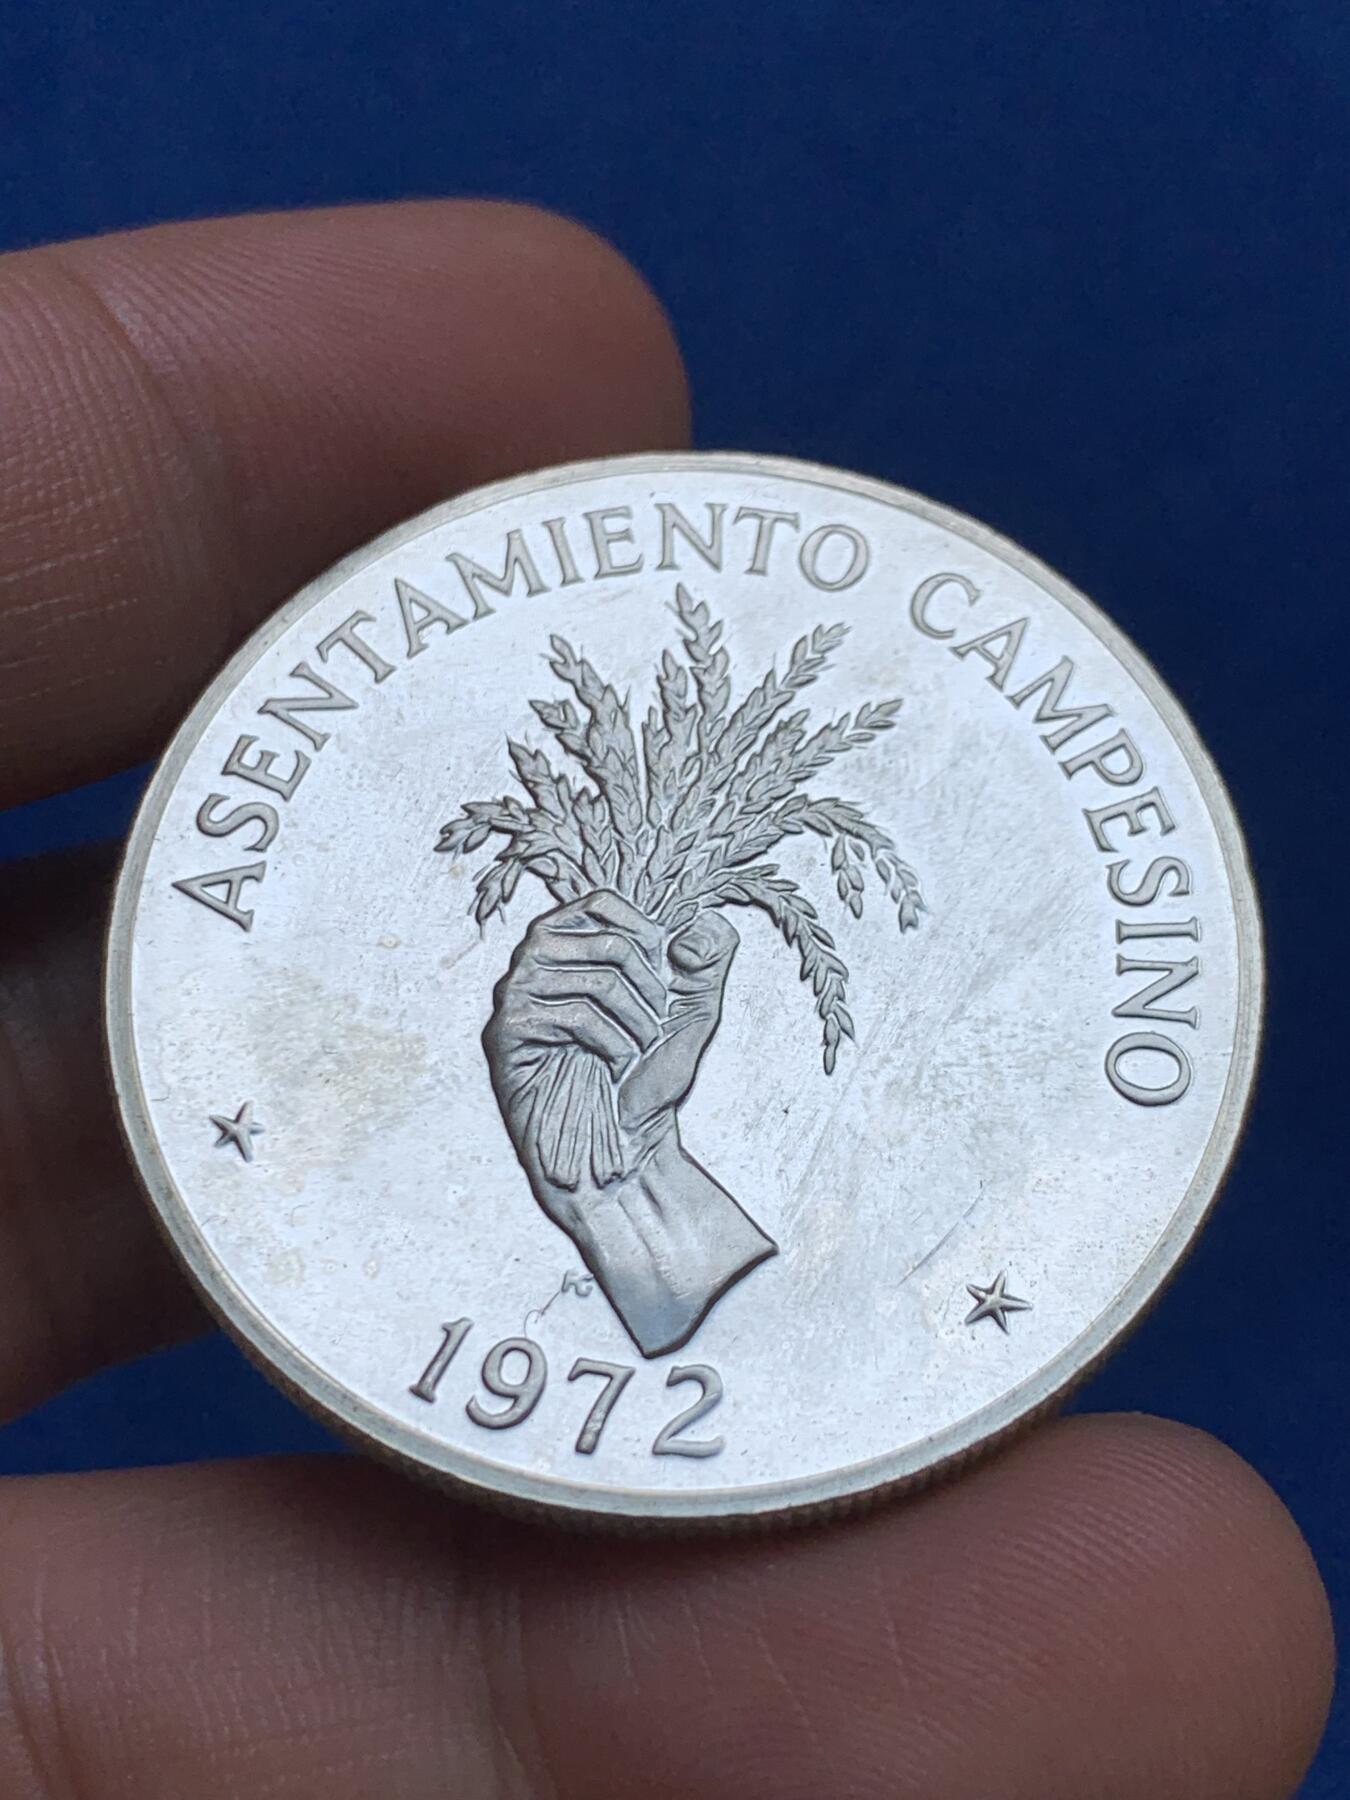 ASENTAMIENTO CAMPESINO
1972